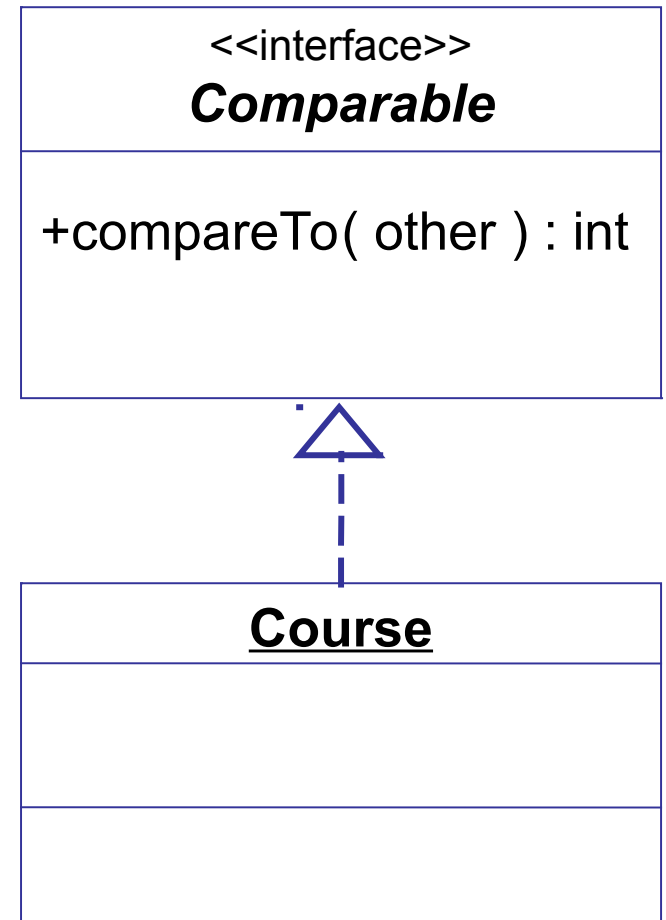 <<interface>>
Comparable
+compareTo( other ) : int
Course